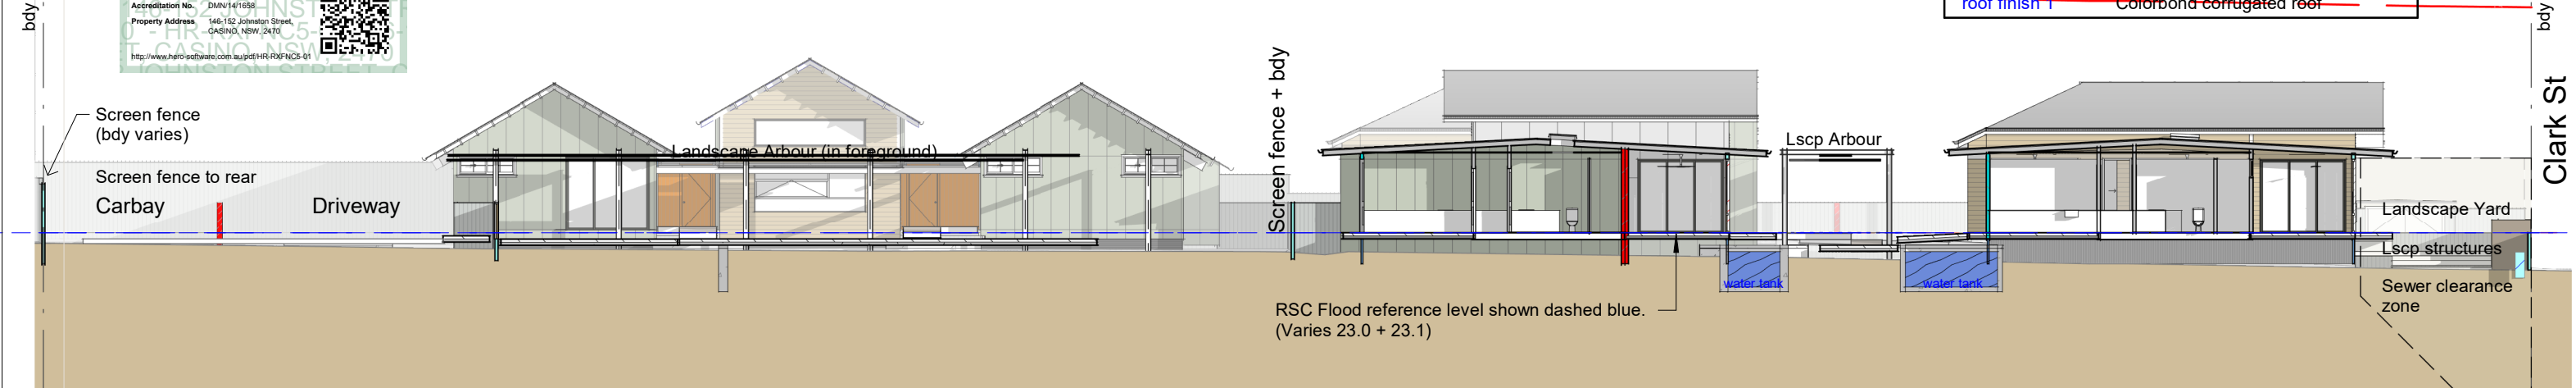 bdy
Accreditation No. DMN/14/1658
Property Address 146-152 Johnston Street,
CASINO, NSW, 2470
http://www.hero-software.com.au/pdf/HR-RXFNC5-01
roof finish 1 Colorbond corrugated roof
bdy
Screen fence
(bdy varies)
Screen fence to rear
Carbay
Driveway
Landscape Arbour (in foreground)
Screen fence + bdy
Lscp Arbour
Clark St
Landscape Yard
Lscp structures
Sewer clearance
zone
water tank
water tank
RSC Flood reference level shown dashed blue.
(Varies 23.0 + 23.1)